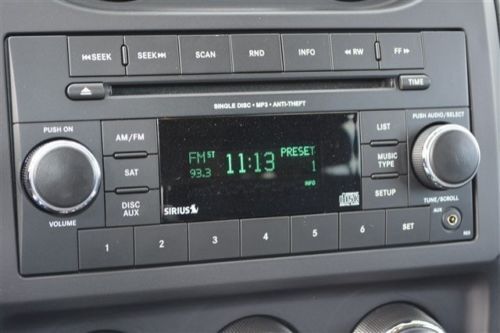 SEEK SEEK SCAN RND INFO RW FF
TIME
SINGLE DISC • MP3 • ANTI-THEFT
PUSH ON
PUSH AUDIO/SELECT
AM/FM
LIST
FM ST 11:13 PRESET
93.3 1
INFO
SAT
MUSIC
TYPE
DISC
AUX
SETUP
SIRIUS
VOLUME
TUNE/SCROLL
AUX
1 2 3 4 5 6 SET